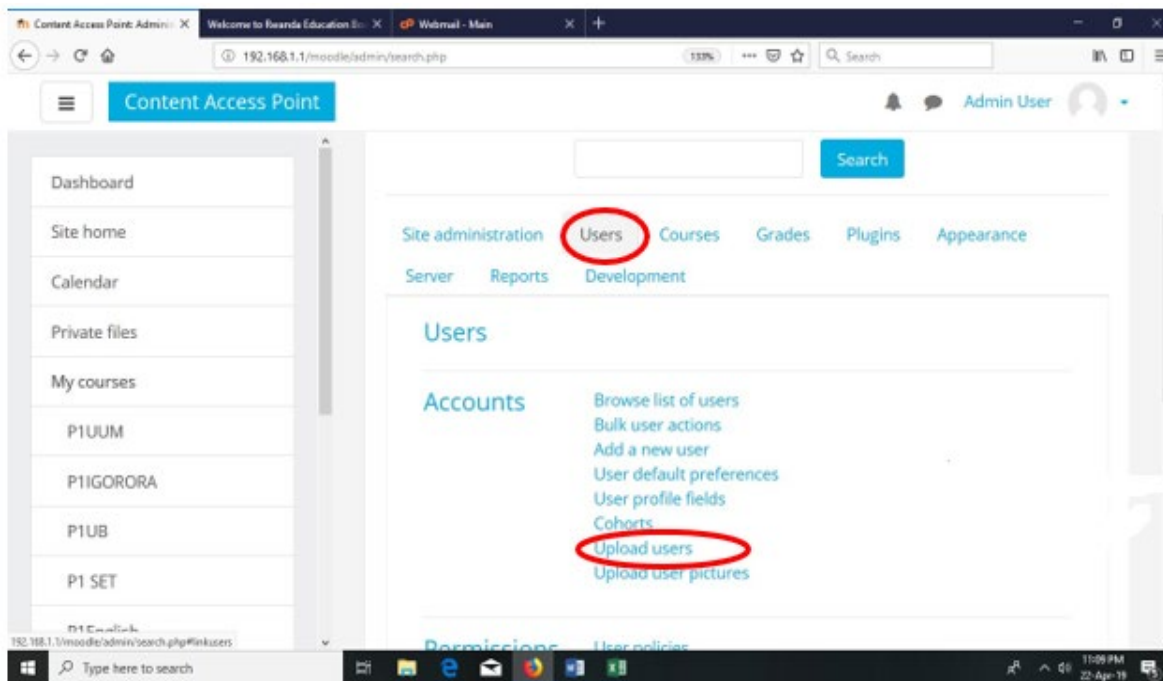 Content Access Point: Admini
Welcome to Rwanda Education Bo
Webmail - Main
192.168.1.1/moodle/admin/search.php
133%
Search
Content Access Point
Admin User
Search
Dashboard
Site home
Calendar
Private files
My courses
P1UUM
P1IGORORA
P1UB
P1 SET
P1English
Site administration Users Courses Grades Plugins Appearance
Server Reports Development
Users
Accounts
Browse list of users
Bulk user actions
Add a new user
User default preferences
User profile fields
Cohorts
Upload users
Upload user pictures
Permissions
User policies
192.168.1.1/moodle/admin/search.php#linkusers
Type here to search
11:09 PM
22-Apr-19